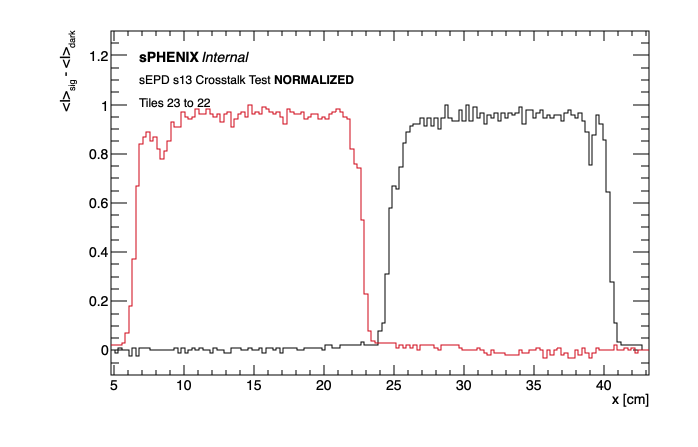 <I>sig - <I>dark
sPHENIX Internal
sEPD s13 Crosstalk Test NORMALIZED
Tiles 23 to 22
1.2
1
0.8
0.6
0.4
0.2
0
5 10 15 20 25 30 35 40
x [cm]